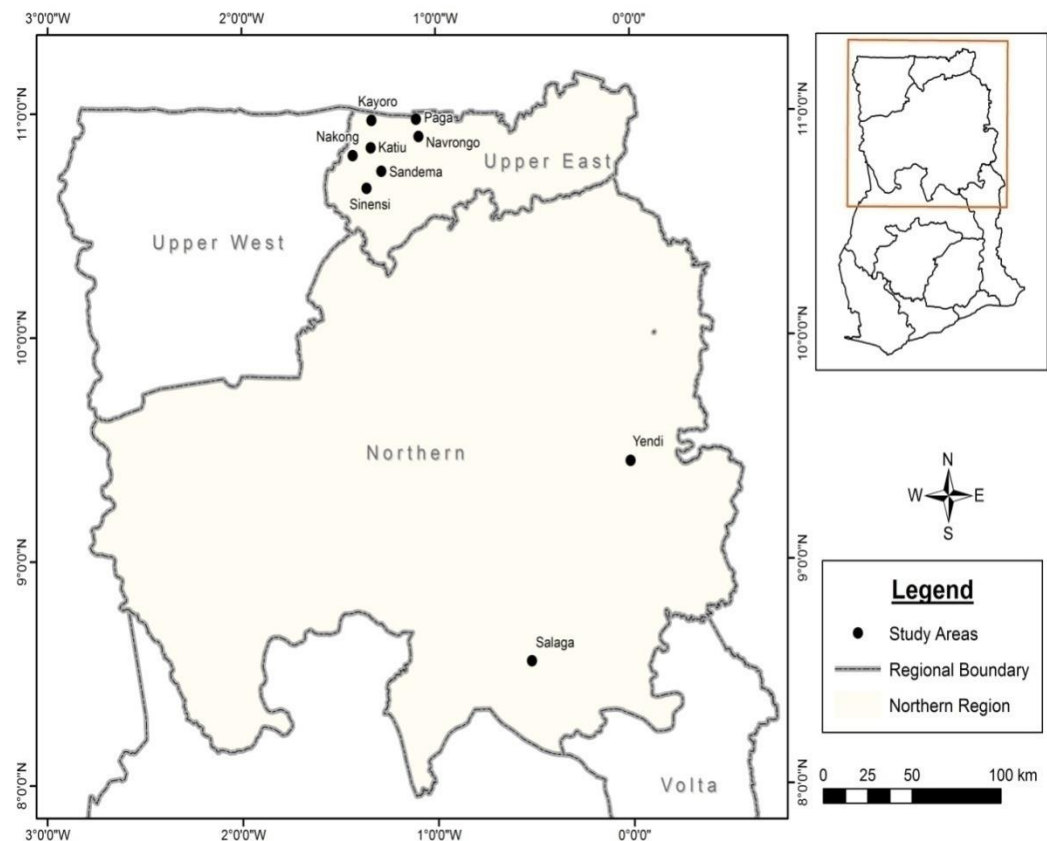 3°0'0"W
2°0'0"W
1°0'0"W
0°0'0"
11°0'0"N
10°0'0"N
9°0'0"N
8°0'0"N
Kayoro
Paga
Nakong
Katiu
Navrongo
Upper East
Sandema
Sinensi
Upper West
Northern
Yendi
Salaga
Volta
11°0'0"N
10°0'0"N
9°0'0"N
8°0'0"N
3°0'0"W
2°0'0"W
1°0'0"W
0°0'0"
N
W
E
S
Legend
Study Areas
Regional Boundary
Northern Region
0 25 50 100 km